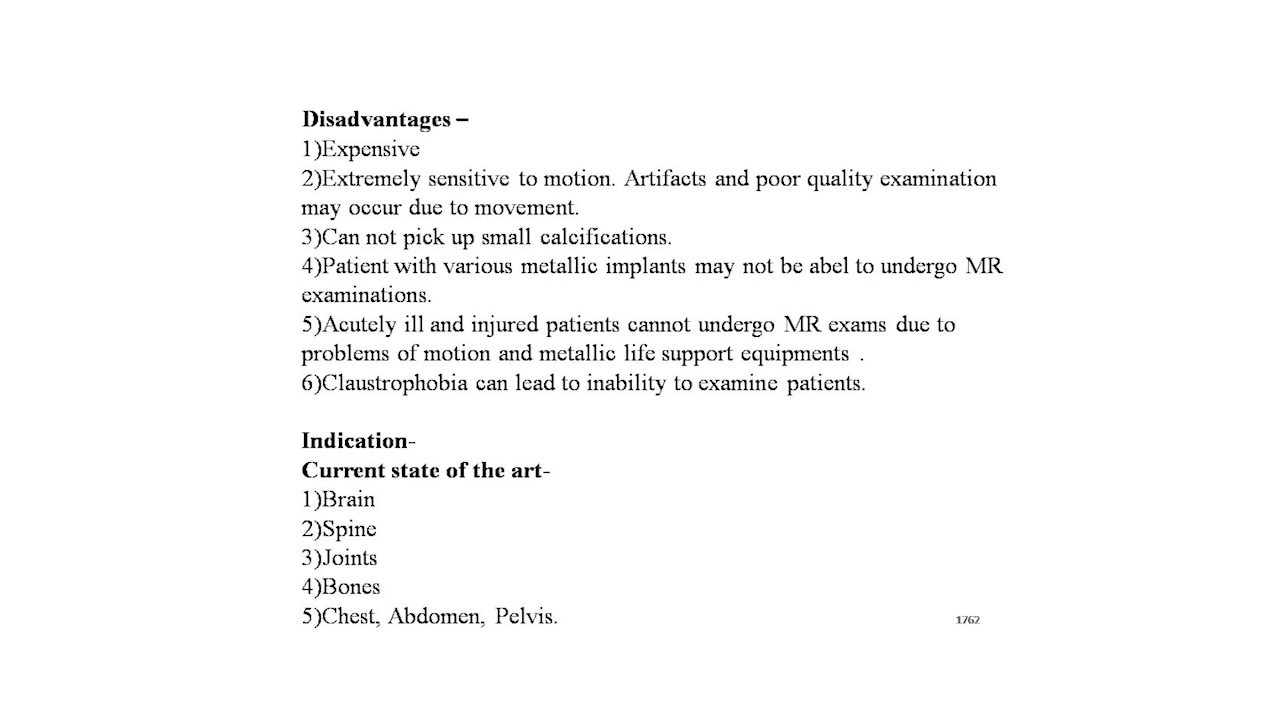 Disadvantages –
1)Expensive
2)Extremely sensitive to motion. Artifacts and poor quality examination
may occur due to movement.
3)Can not pick up small calcifications.
4)Patient with various metallic implants may not be abel to undergo MR
examinations.
5)Acutely ill and injured patients cannot undergo MR exams due to
problems of motion and metallic life support equipments .
6)Claustrophobia can lead to inability to examine patients.
Indication-
Current state of the art-
1)Brain
2)Spine
3)Joints
4)Bones
5)Chest, Abdomen, Pelvis.
1762